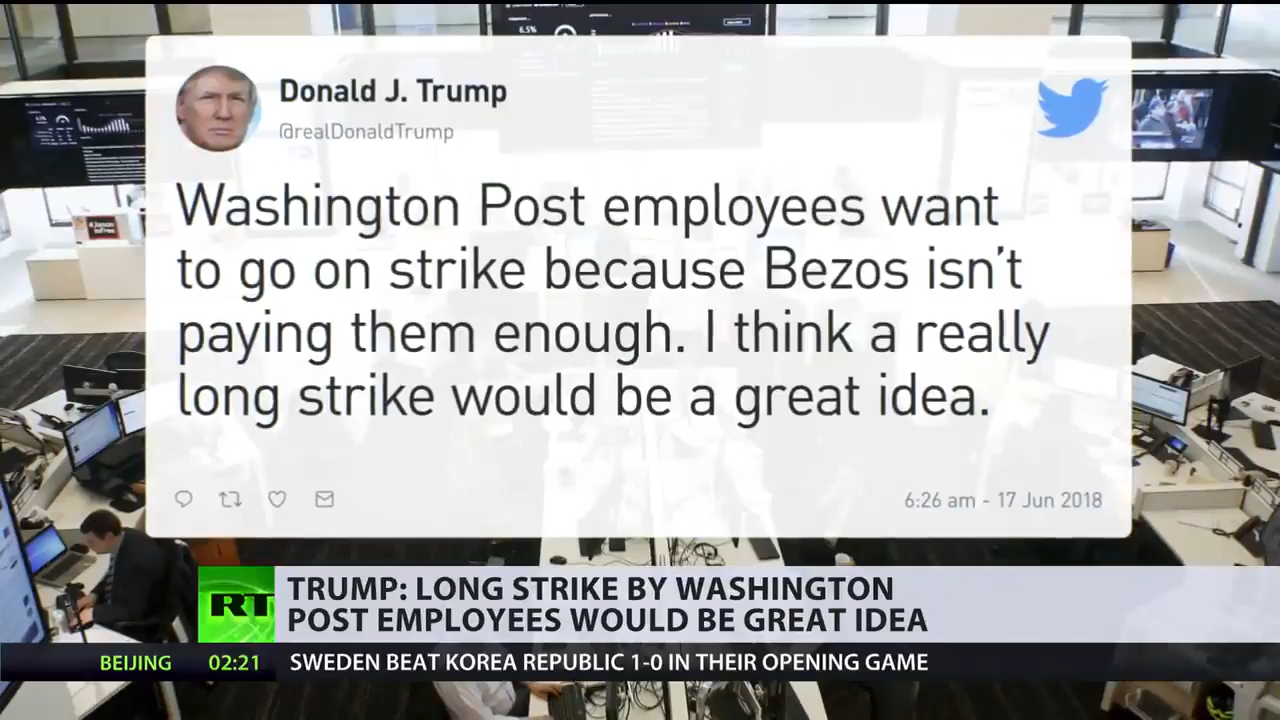 6.5%
Donald J. Trump
@realDonaldTrump
Washington Post employees want
to go on strike because Bezos isn’t
paying them enough. I think a really
long strike would be a great idea.
6:26 am - 17 Jun 2018
RT
TRUMP: LONG STRIKE BY WASHINGTON
POST EMPLOYEES WOULD BE GREAT IDEA
BEIJING 02:21 SWEDEN BEAT KOREA REPUBLIC 1-0 IN THEIR OPENING GAME